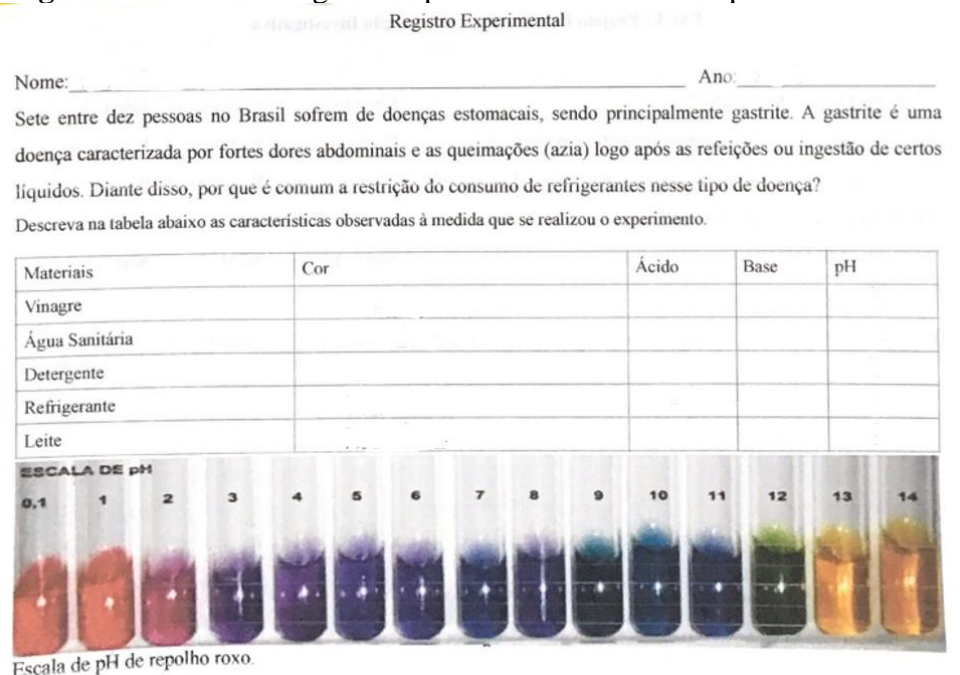 Registro Experimental
Nome: Ano:
Sete entre dez pessoas no Brasil sofrem de doenças estomacais, sendo principalmente gastrite. A gastrite é uma
doença caracterizada por fortes dores abdominais e as queimações (azia) logo após as refeições ou ingestão de certos
líquidos. Diante disso, por que é comum a restrição do consumo de refrigerantes nesse tipo de doença?
Descreva na tabela abaixo as características observadas à medida que se realizou o experimento.
Materiais Cor Ácido Base pH
Vinagre
Água Sanitária
Detergente
Refrigerante
Leite
ESCALA DE pH
0,1 1 2 3 4 5 6 7 8 9 10 11 12 13 14
Escala de pH de repolho roxo.